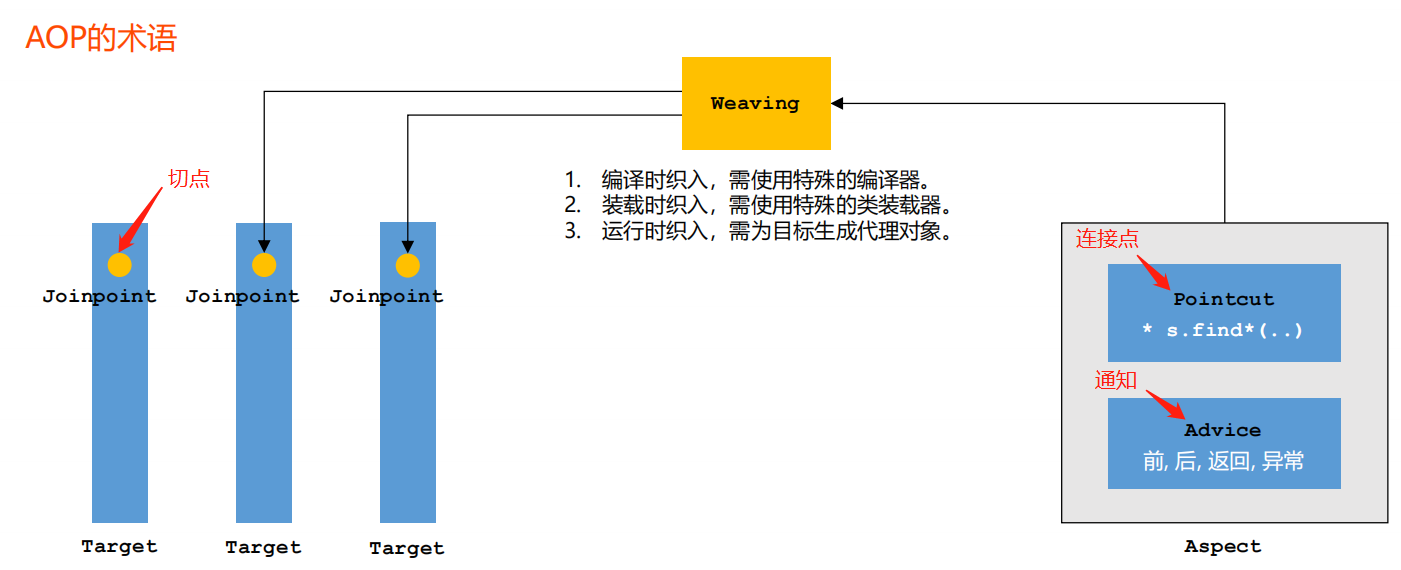 AOP的术语
Weaving
1. 编译时织入，需使用特殊的编译器。
2. 装载时织入，需使用特殊的类装载器。
3. 运行时织入，需为目标生成代理对象。
切点
Joinpoint
Joinpoint
Joinpoint
Target
Target
Target
连接点
Pointcut
* s.find*(..)
通知
Advice
前, 后, 返回, 异常
Aspect